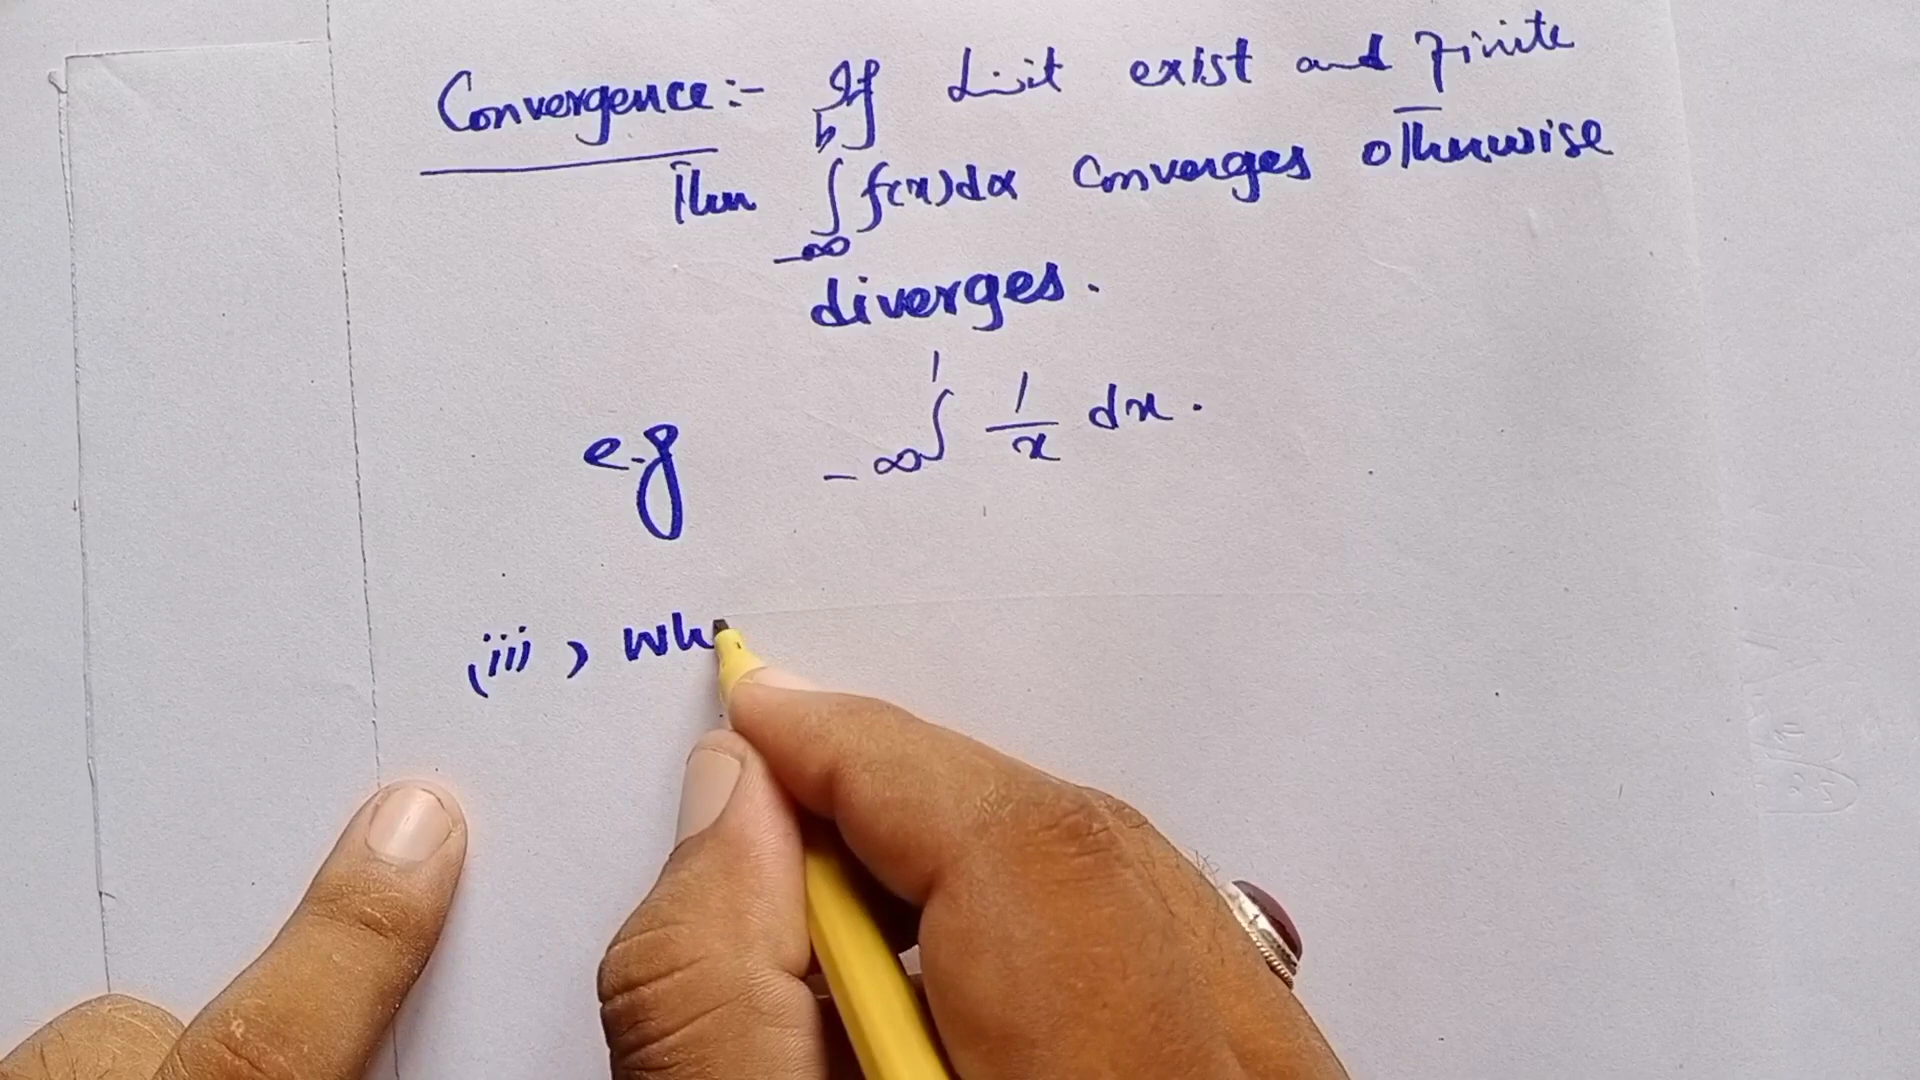 Convergence:- If Limit exist and finite
Then ∫_{-∞}^{b} f(x)dx Converges otherwise
diverges.
e.g ∫_{-∞}^{1} 1/x dx.
(iii) Wh